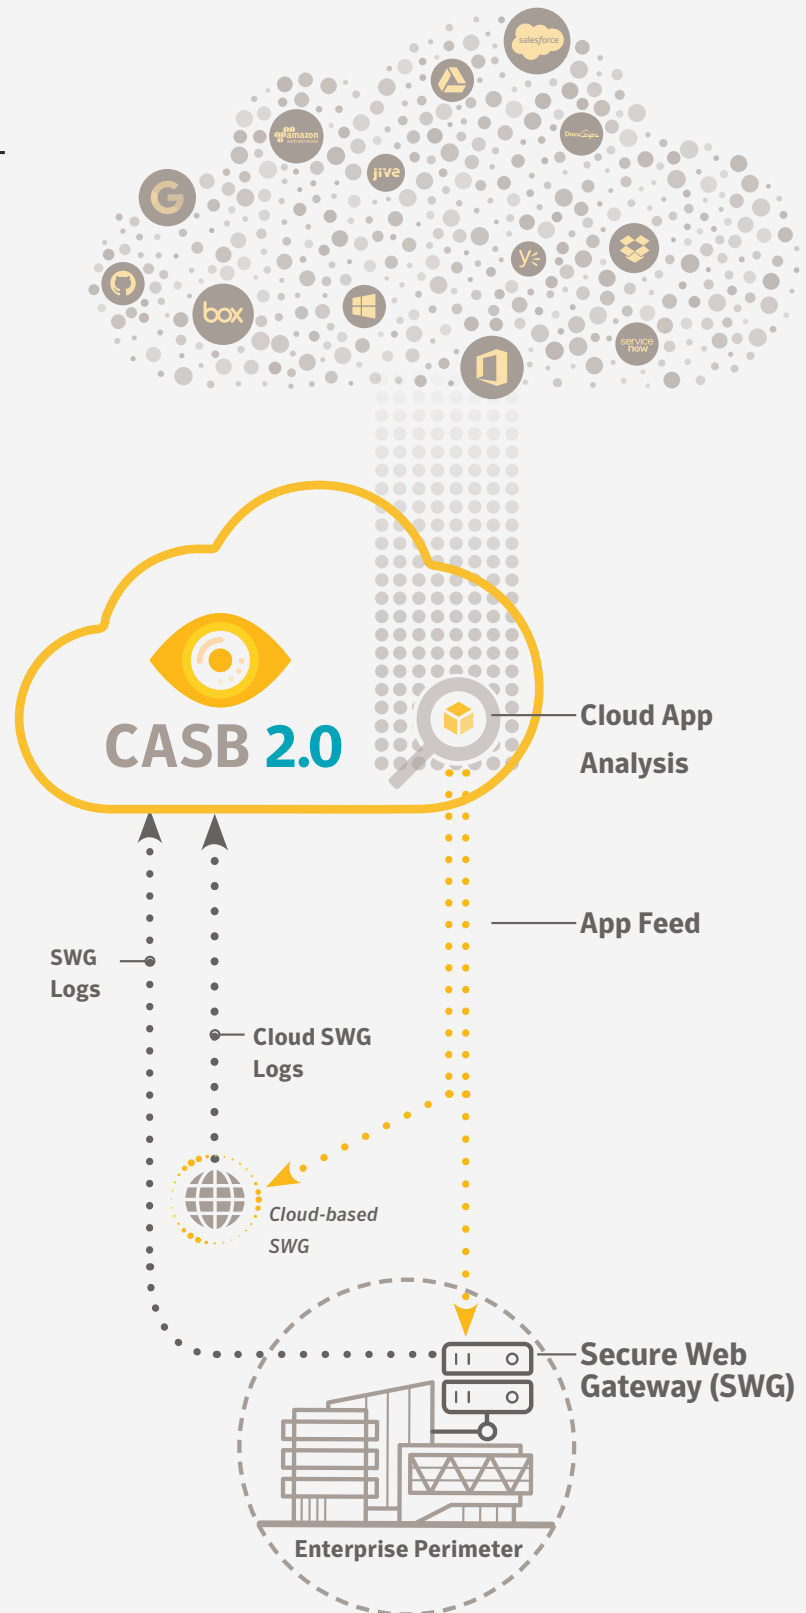 salesforce
amazon
DocuSign
jive
G
y
box
service
now
CASB 2.0
Cloud App
Analysis
App Feed
SWG
Logs
Cloud SWG
Logs
Cloud-based
SWG
Secure Web
Gateway (SWG)
Enterprise Perimeter